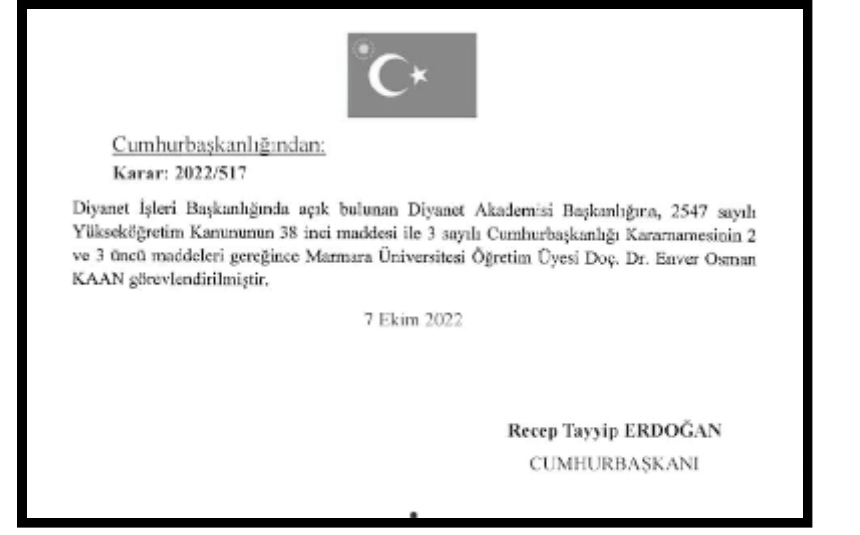 Cumhurbaşkanlığından:
Karar: 2022/517
Diyanet İşleri Başkanlığında açık bulunan Diyanet Akademisi Başkanlığına, 2547 sayılı
Yükseköğretim Kanununun 38 inci maddesi ile 3 sayılı Cumhurbaşkanlığı Kararnamesinin 2
ve 3 üncü maddeleri gereğince Marmara Üniversitesi Öğretim Üyesi Doç. Dr. Enver Osman
KAAN görevlendirilmiştir.
7 Ekim 2022
Recep Tayyip ERDOĞAN
CUMHURBAŞKANI